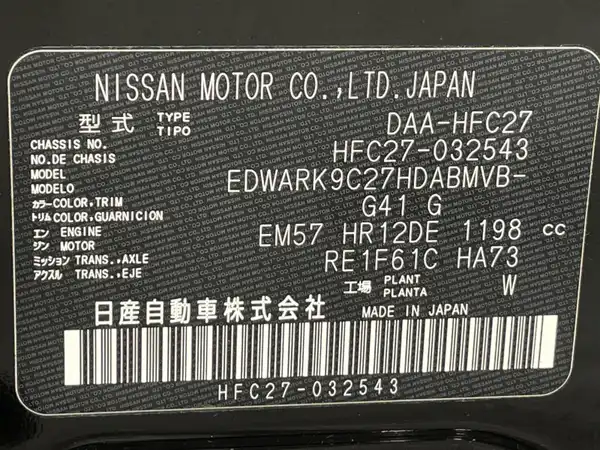 NISSAN MOTOR CO.,LTD.JAPAN
型式 TYPE TIPO DAA-HFC27
CHASSIS NO.
NO.DE CHASIS HFC27-032543
MODEL
MODELO EDWARK9C27HDABMVB-
カラー COLOR,TRIM
トリム COLOR,GUARNICION G41 G
エン ENGINE
ジン MOTOR EM57 HR12DE 1198 cc
ミッション TRANS.,AXLE
アクスル TRANS.,EJE RE1F61C HA73
工場 PLANT PLANTA W
日産自動車株式会社 MADE IN JAPAN
HFC27-032543